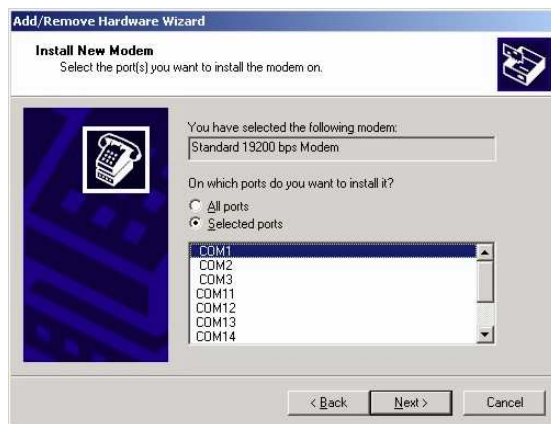 Add/Remove Hardware Wizard
Install New Modem
Select the port(s) you want to install the modem on.
You have selected the following modem:
Standard 19200 bps Modem
On which ports do you want to install it?
All ports
Selected ports
COM1
COM2
COM3
COM11
COM12
COM13
COM14
< Back
Next >
Cancel